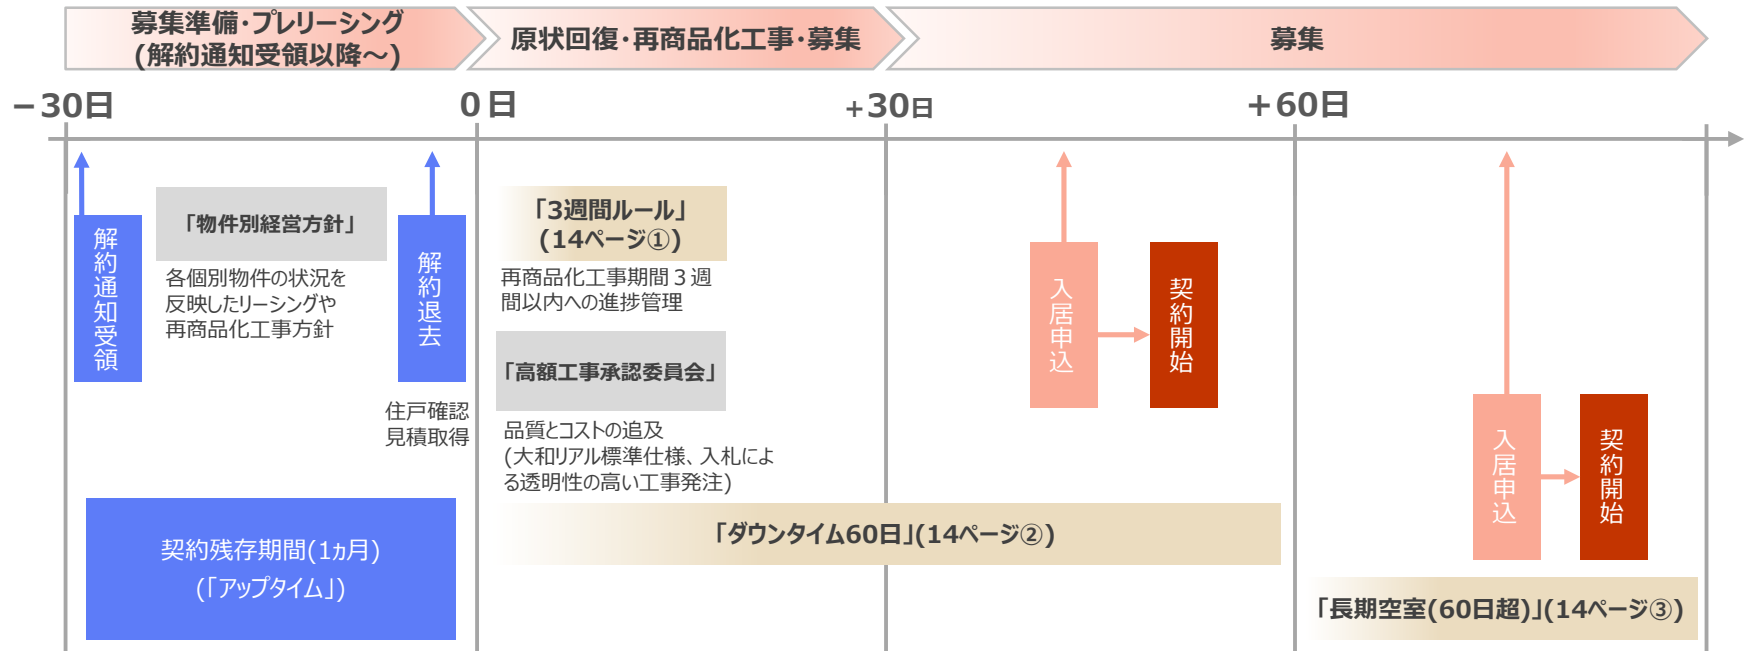 募集準備・プレリーシング
(解約通知受領以降～)
原状回復・再商品化工事・募集
募集
－30日
0日
+30日
+60日
解約通知受領
「物件別経営方針」
各個別物件の状況を
反映したリーシングや
再商品化工事方針
解約退去
住戸確認
見積取得
「3週間ルール」
(14ページ①)
再商品化工事期間３週
間以内への進捗管理
「高額工事承認委員会」
品質とコストの追及
(大和リアル標準仕様、入札によ
る透明性の高い工事発注)
入居申込
契約開始
入居申込
契約開始
契約残存期間(1ヵ月)
(「アップタイム」)
「ダウンタイム60日」(14ページ②)
「長期空室(60日超)」(14ページ③)